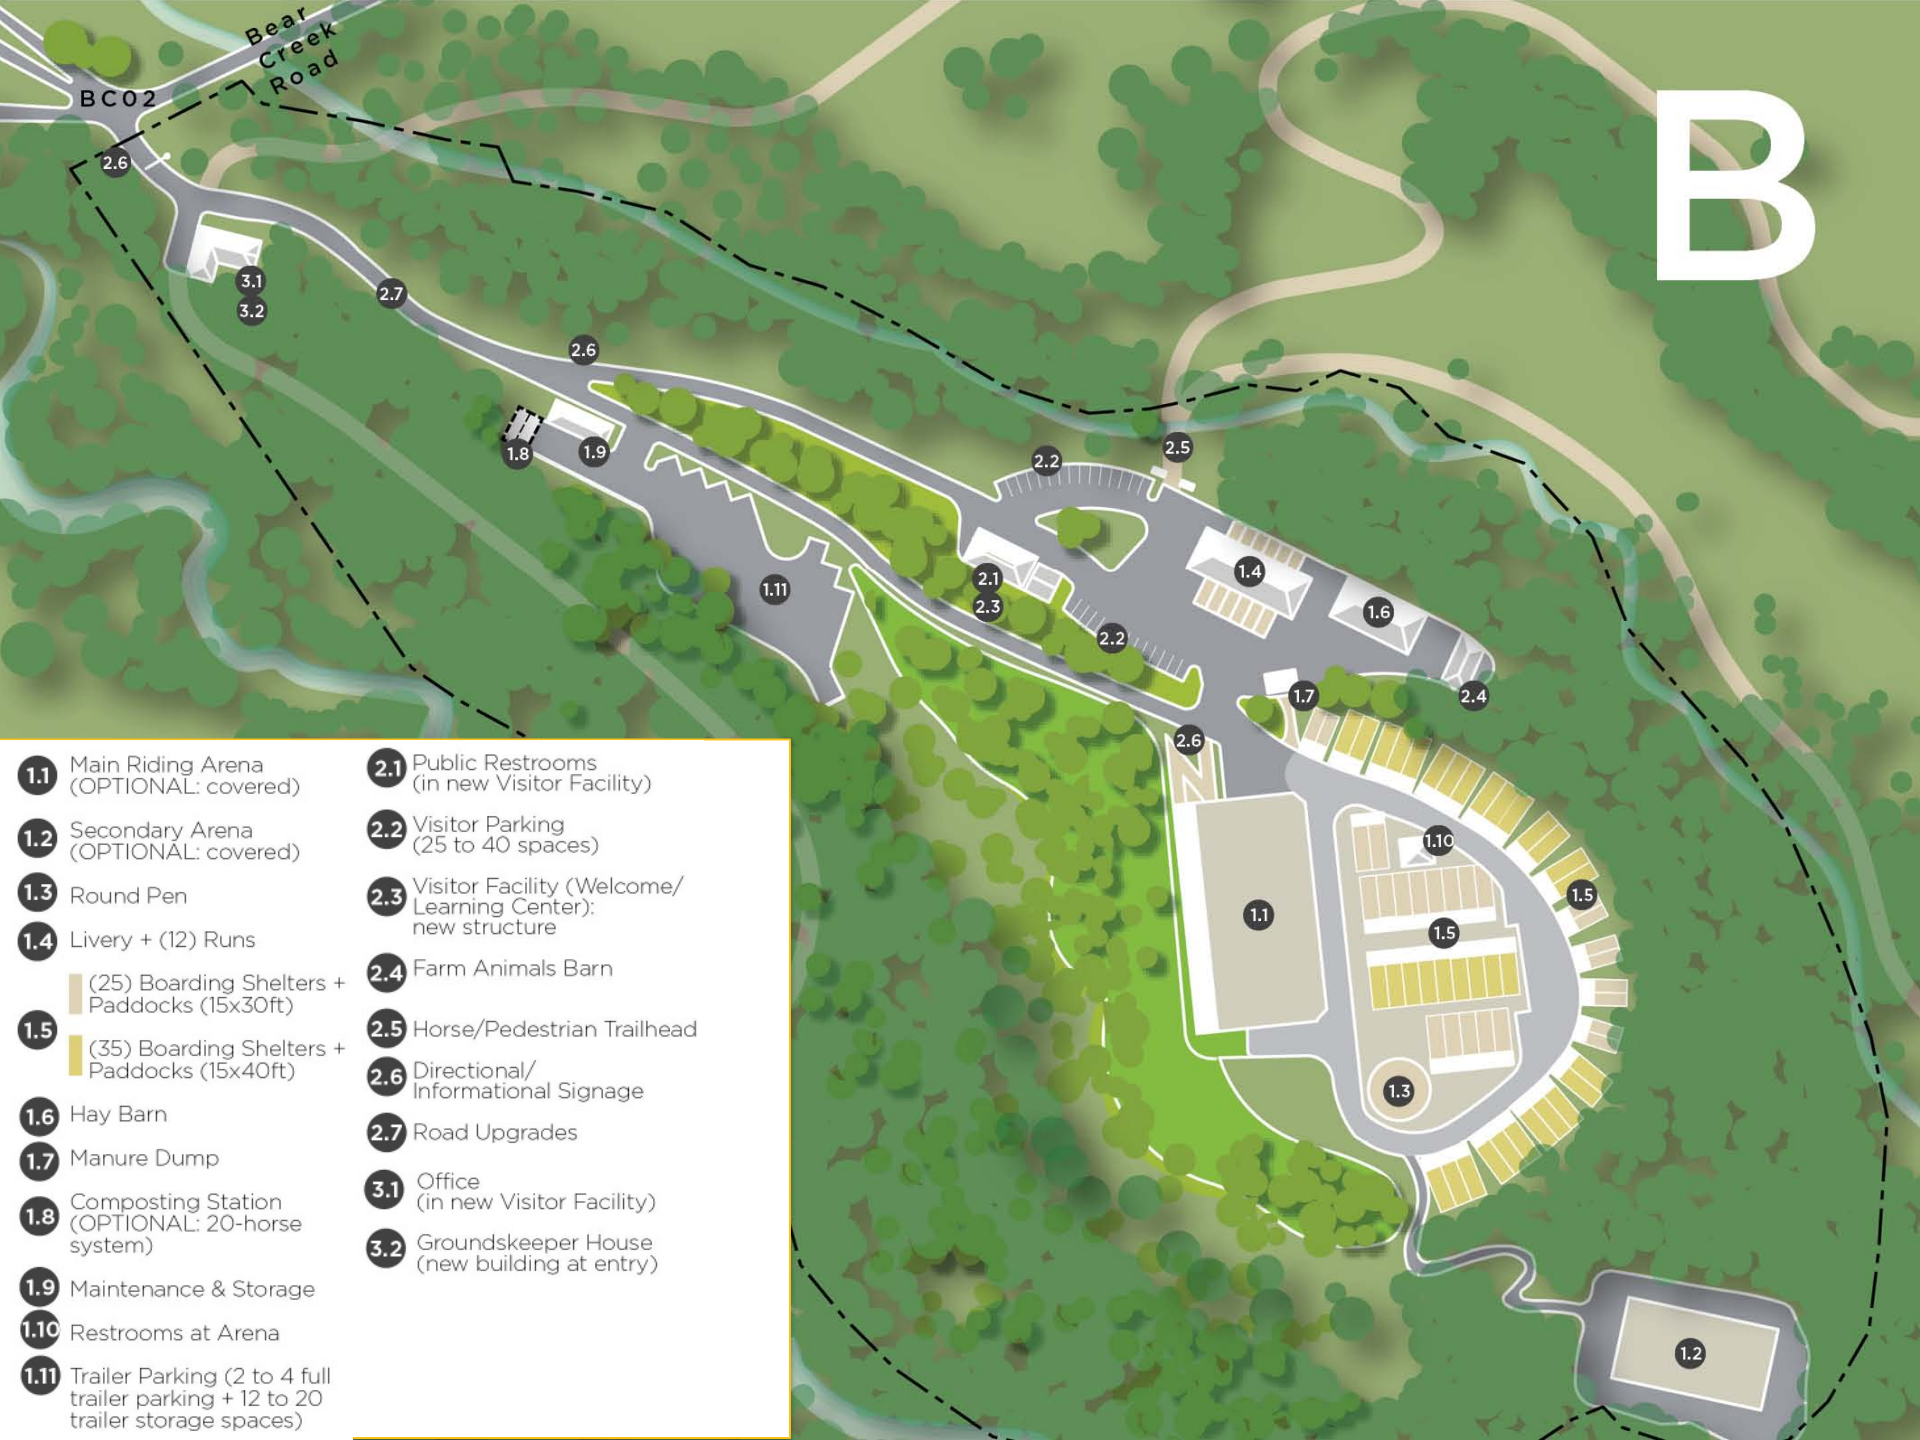 Bear
Creek
Road
BC02
B
2.6
3.1
3.2
2.7
2.6
1.8
1.9
2.2
2.5
1.11
2.1
2.3
2.2
1.4
1.6
1.7
2.4
2.6
1.10
1.5
1.1
1.5
1.3
1.2
1.1 Main Riding Arena
(OPTIONAL: covered)
1.2 Secondary Arena
(OPTIONAL: covered)
1.3 Round Pen
1.4 Livery + (12) Runs
1.5
(25) Boarding Shelters +
Paddocks (15x30ft)
(35) Boarding Shelters +
Paddocks (15x40ft)
1.6 Hay Barn
1.7 Manure Dump
1.8 Composting Station
(OPTIONAL: 20-horse
system)
1.9 Maintenance & Storage
1.10 Restrooms at Arena
1.11 Trailer Parking (2 to 4 full
trailer parking + 12 to 20
trailer storage spaces)
2.1 Public Restrooms
(in new Visitor Facility)
2.2 Visitor Parking
(25 to 40 spaces)
2.3 Visitor Facility (Welcome/
Learning Center):
new structure
2.4 Farm Animals Barn
2.5 Horse/Pedestrian Trailhead
2.6 Directional/
Informational Signage
2.7 Road Upgrades
3.1 Office
(in new Visitor Facility)
3.2 Groundskeeper House
(new building at entry)